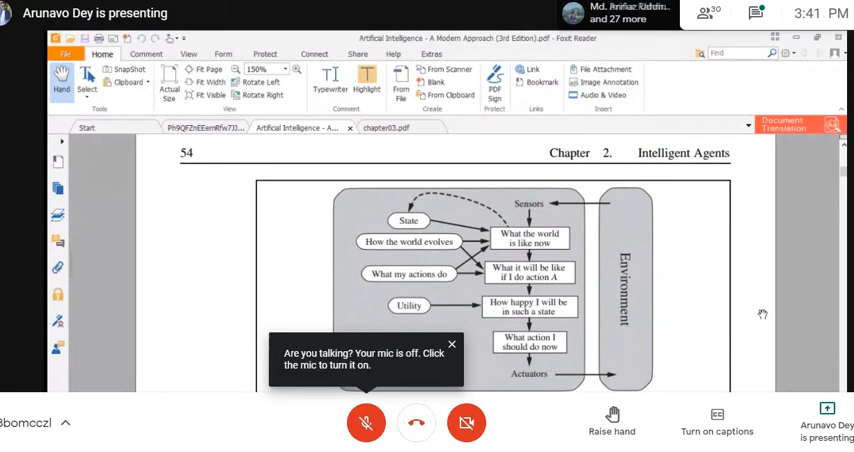 Arunavo Dey is presenting
Md. Arifiaz Uddin...
and 27 more
30
3:41 PM
Artificial Intelligence - A Modern Approach (3rd Edition).pdf - Foxit Reader
File
Home
Comment
View
Form
Protect
Connect
Share
Help
Extras
Find
Hand
Select
SnapShot
Clipboard
Tools
Actual
Size
Fit Page
Fit Width
Fit Visible
150%
Rotate Left
Rotate Right
View
Typewriter
Highlight
Comment
From
File
From Scanner
Blank
From Clipboard
Create
PDF
Sign
Protect
Link
Bookmark
Links
File Attachment
Image Annotation
Audio & Video
Insert
Start
Ph9QFZnEEemRfw7JJ...
Artificial Intelligence - A...
chapter03.pdf
Document
Translation
54
Chapter 2. Intelligent Agents
Sensors
State
How the world evolves
What my actions do
Utility
What the world
is like now
What it will be like
if I do action A
How happy I will be
in such a state
What action I
should do now
Actuators
Environment
Are you talking? Your mic is off. Click
the mic to turn it on.
3bomcczl
Raise hand
Turn on captions
Arunavo Dey
is presenting